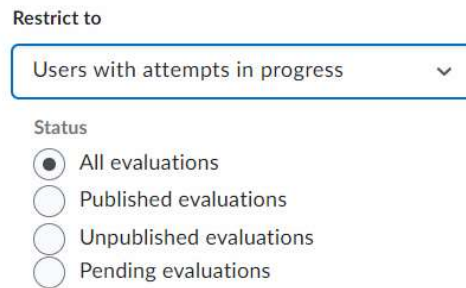 Restrict to
Users with attempts in progress
Status
All evaluations
Published evaluations
Unpublished evaluations
Pending evaluations